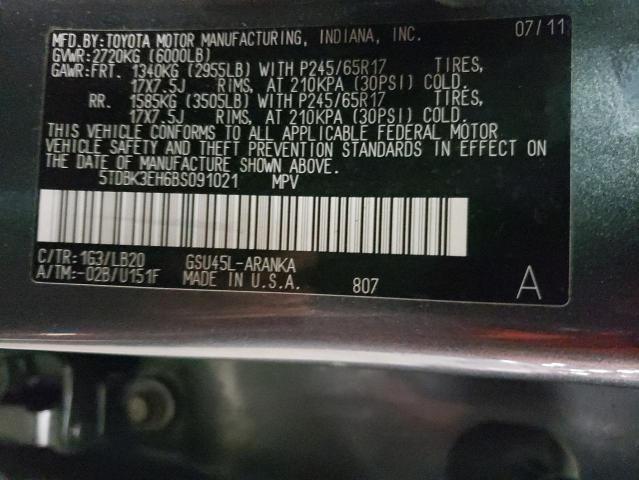 MFD.BY:TOYOTA MOTOR MANUFACTURING, INDIANA, INC. 07/11
GVWR:2720KG (6000LB)
GAWR:FRT. 1340KG (2955LB) WITH P245/65R17 TIRES,
17X7.5J RIMS, AT 210KPA (30PSI) COLD.
RR. 1585KG (3505LB) WITH P245/65R17 TIRES,
17X7.5J RIMS, AT 210KPA (30PSI) COLD.
THIS VEHICLE CONFORMS TO ALL APPLICABLE FEDERAL MOTOR
VEHICLE SAFETY AND THEFT PREVENTION STANDARDS IN EFFECT ON
THE DATE OF MANUFACTURE SHOWN ABOVE.
5TDBK3EH6BS091021 MPV
C/TR:1G3/LB20 GSU45L-ARANKA
A/TM:-02B/U151F MADE IN U.S.A. 807 A